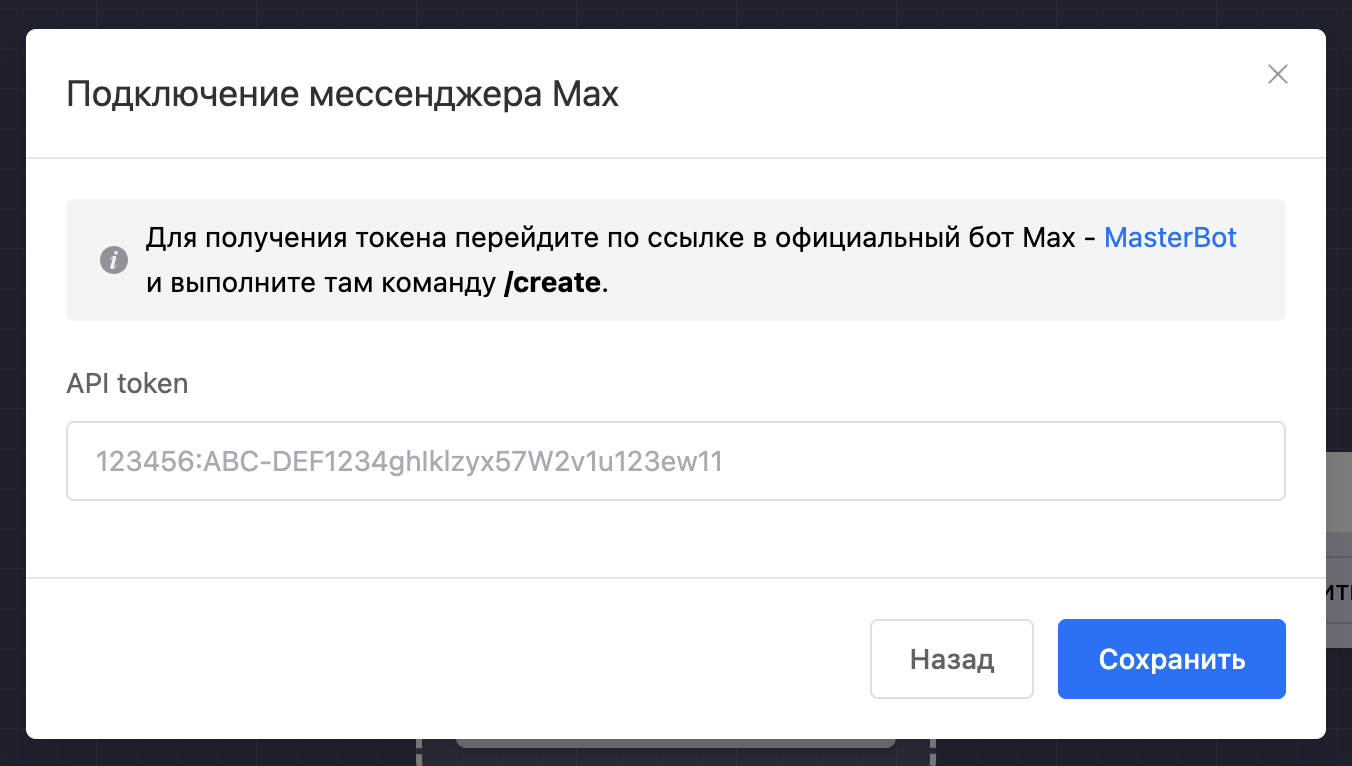 Подключение мессенджера Max
Для получения токена перейдите по ссылке в официальный бот Max - MasterBot
и выполните там команду /create.
API token
123456:ABC-DEF1234ghIklzyx57W2v1u123ew11
Назад
Сохранить